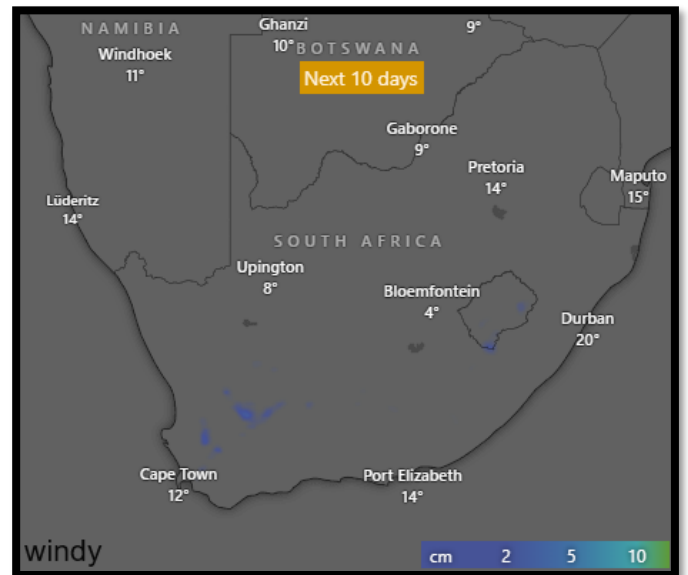 NAMIBIA
Ghanzi
10°
9°
BOTSWANA
Windhoek
11°
Next 10 days
Gaborone
9°
Pretoria
14°
Maputo
15°
Lüderitz
14°
SOUTH AFRICA
Upington
8°
Bloemfontein
4°
Durban
20°
Cape Town
12°
Port Elizabeth
14°
windy
cm 2 5 10